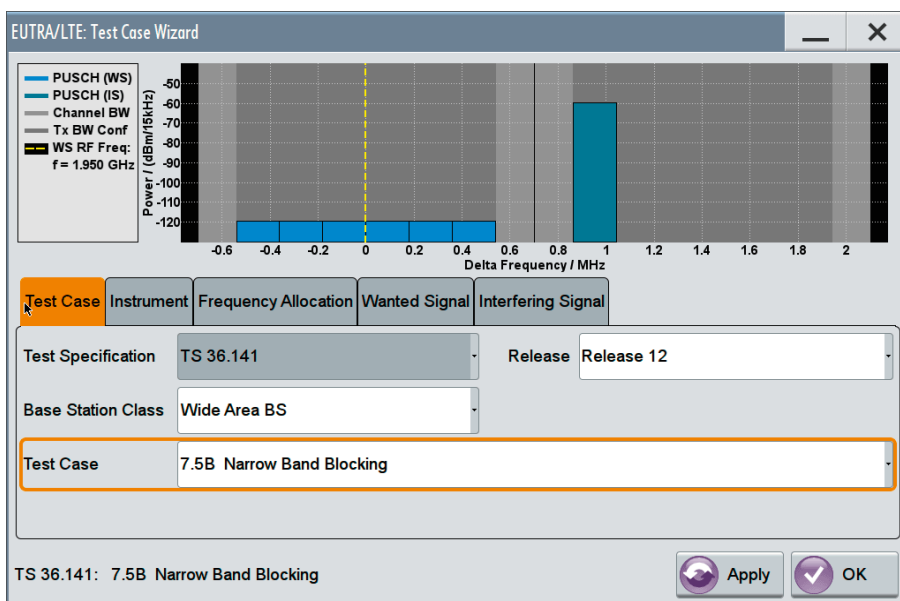 EUTRA/LTE: Test Case Wizard
PUSCH (WS)
PUSCH (IS)
Channel BW
Tx BW Conf
WS RF Freq:
f = 1.950 GHz
Power / (dBm/15kHz)
-50
-60
-70
-80
-90
-100
-110
-120
-0.6 -0.4 -0.2 0 0.2 0.4 0.6 0.8 1 1.2 1.4 1.6 1.8 2
Delta Frequency / MHz
Test Case Instrument Frequency Allocation Wanted Signal Interfering Signal
Test Specification TS 36.141 Release Release 12
Base Station Class Wide Area BS
Test Case 7.5B Narrow Band Blocking
TS 36.141: 7.5B Narrow Band Blocking Apply OK